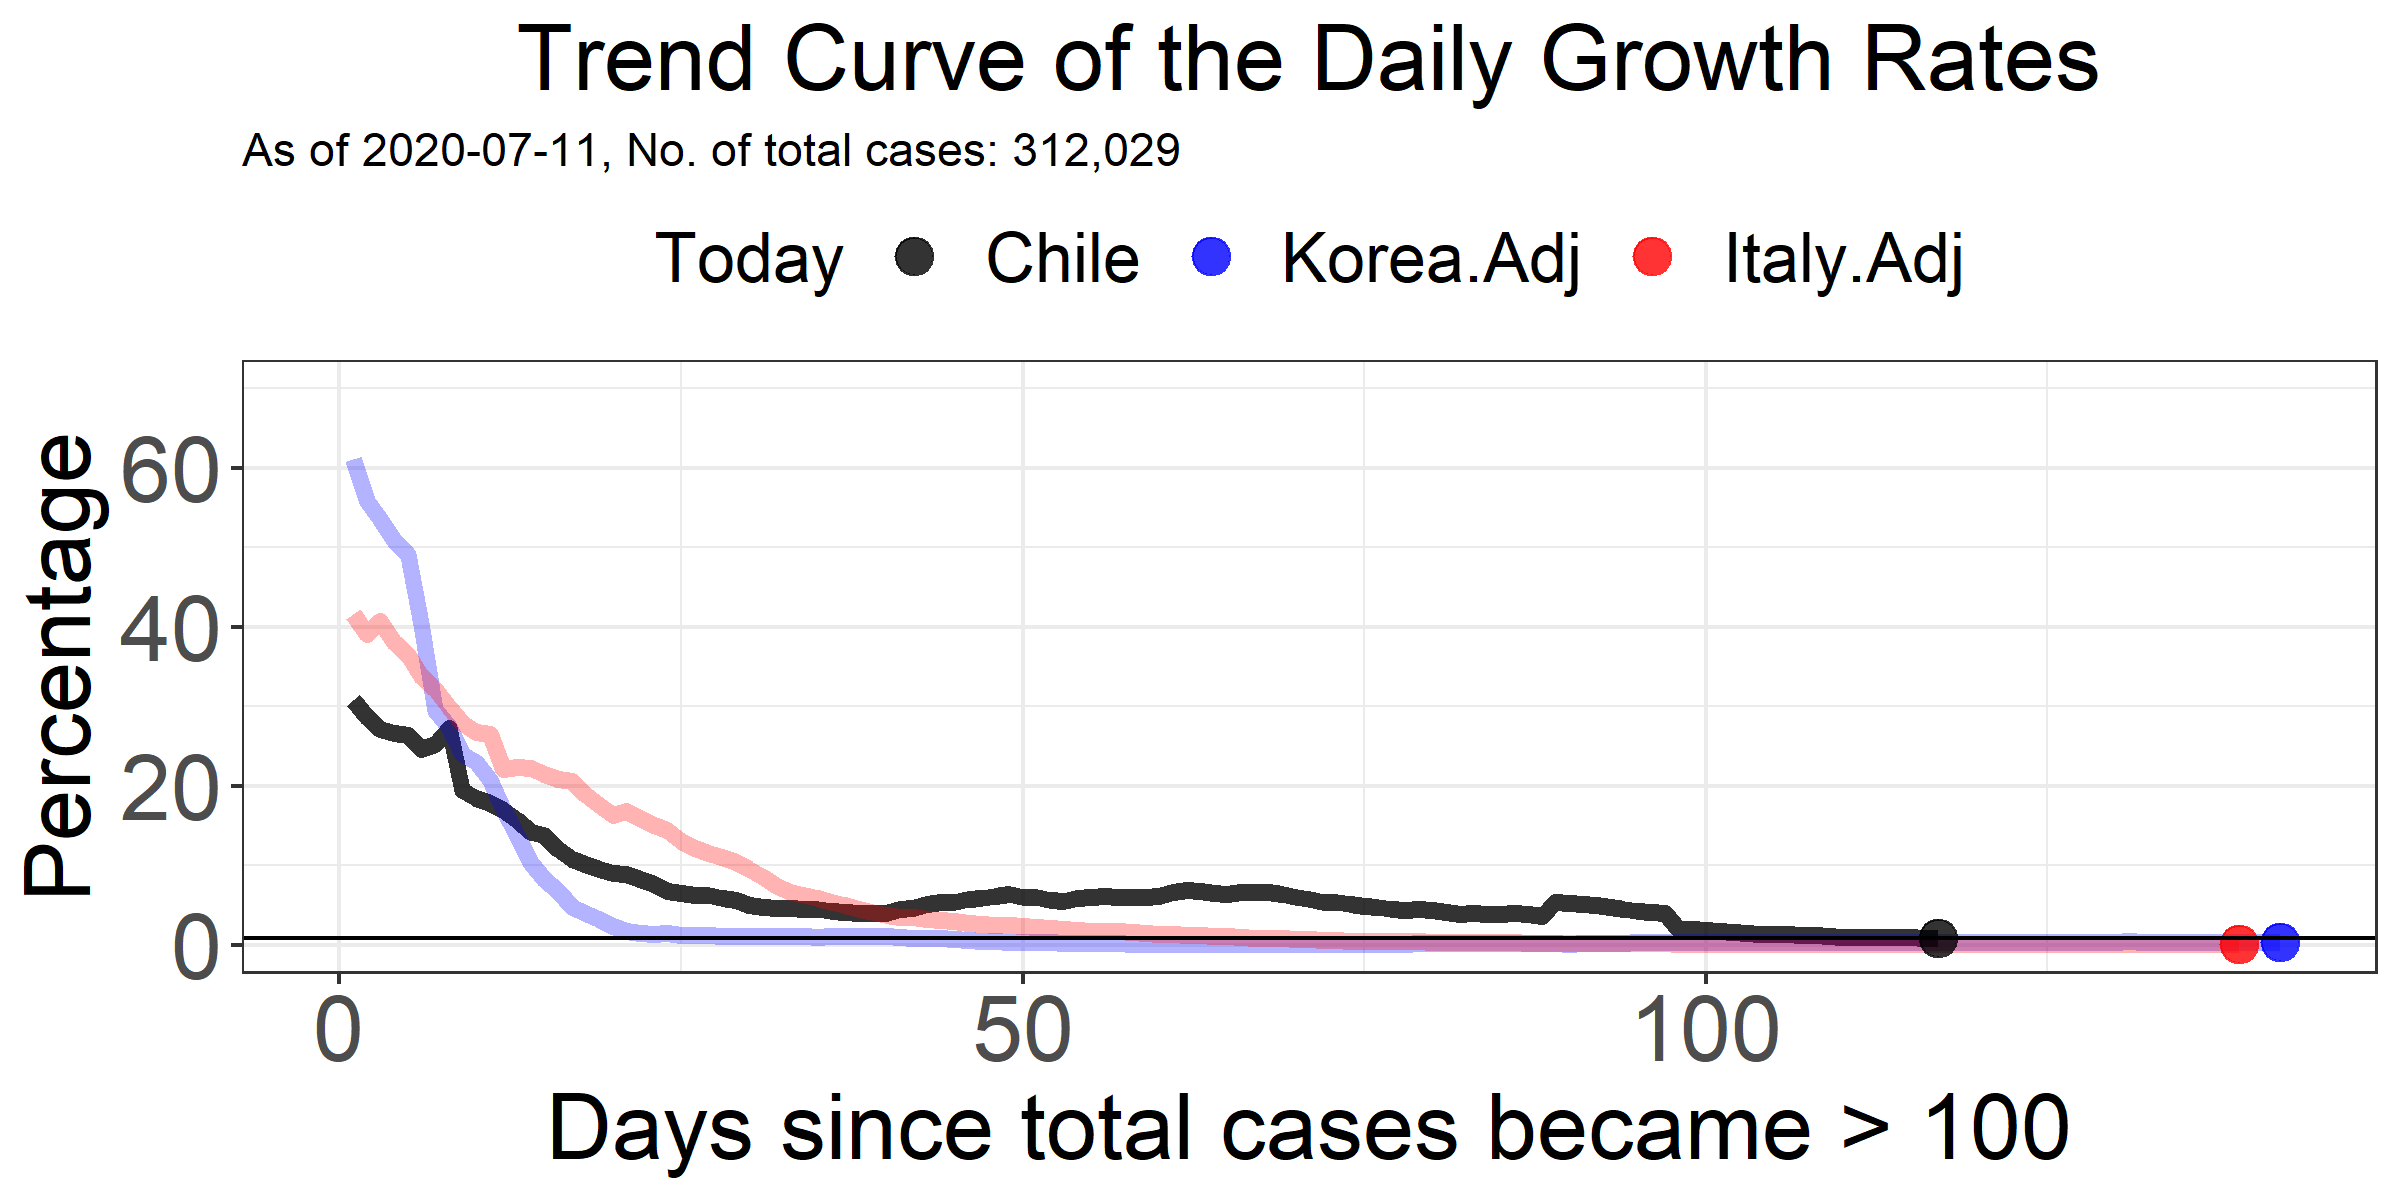 Trend Curve of the Daily Growth Rates
As of 2020-07-11, No. of total cases: 312,029
Today Chile Korea.Adj Italy.Adj
Percentage
60
40
20
0
0 50 100
Days since total cases became > 100